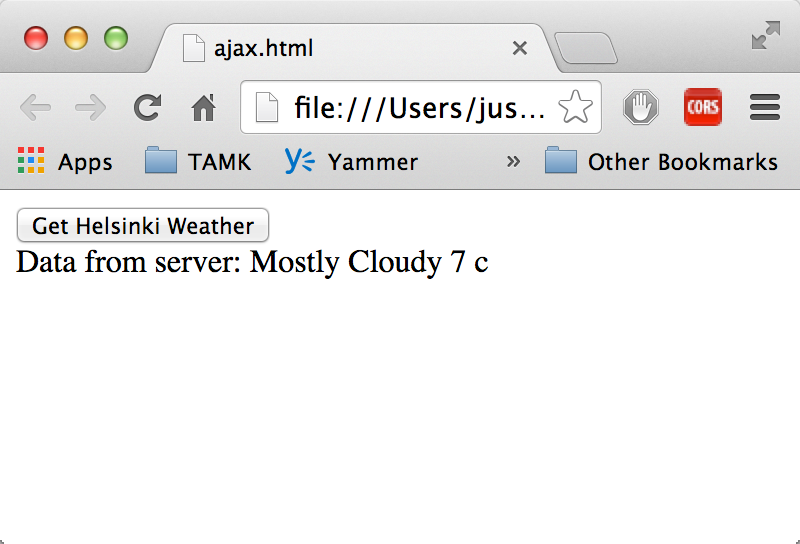 ajax.html
file:///Users/jus...
CORS
Apps TAMK Yammer » Other Bookmarks
Get Helsinki Weather
Data from server: Mostly Cloudy 7 c